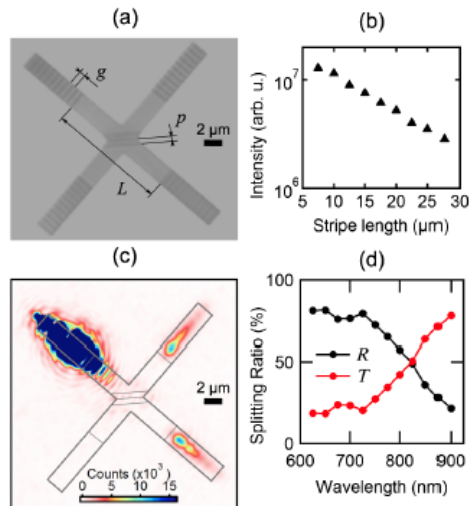 (a)
g
p
L
2 μm
(b)
Intensity (arb. u.)
10⁷
10⁶
5 10 15 20 25 30
Stripe length (μm)
(c)
2 μm
Counts (x10³)
0 5 10 15
(d)
Splitting Ratio (%)
100
50
0
R
T
600 700 800 900
Wavelength (nm)